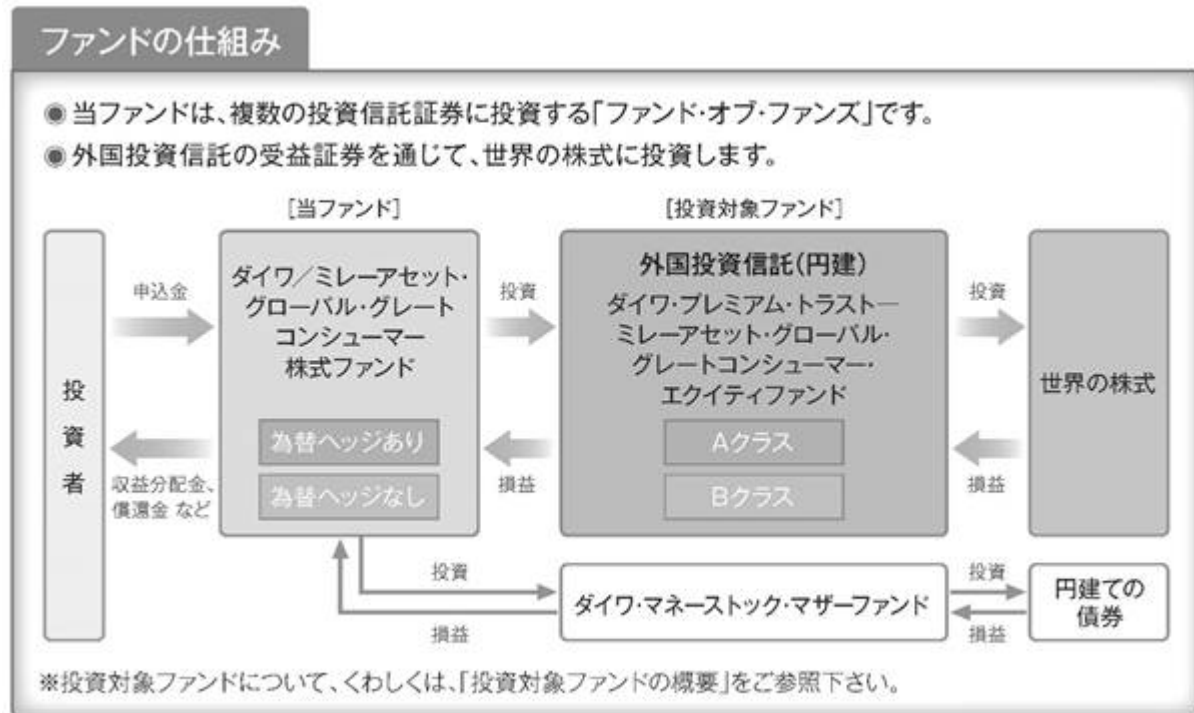 ファンドの仕組み
◉当ファンドは、複数の投資信託証券に投資する「ファンド・オブ・ファンズ」です。
◉外国投資信託の受益証券を通じて、世界の株式に投資します。
[当ファンド]
[投資対象ファンド]
投資者
申込金
収益分配金、
償還金 など
ダイワ／ミレーアセット・
グローバル・グレート
コンシューマー
株式ファンド
為替ヘッジあり
為替ヘッジなし
投資
損益
外国投資信託(円建)
ダイワ・プレミアム・トラスト―
ミレーアセット・グローバル・
グレートコンシューマー・
エクイティファンド
Aクラス
Bクラス
投資
損益
世界の株式
投資
損益
ダイワ・マネーストック・マザーファンド
投資
損益
円建ての
債券
※投資対象ファンドについて、くわしくは、「投資対象ファンドの概要」をご参照下さい。